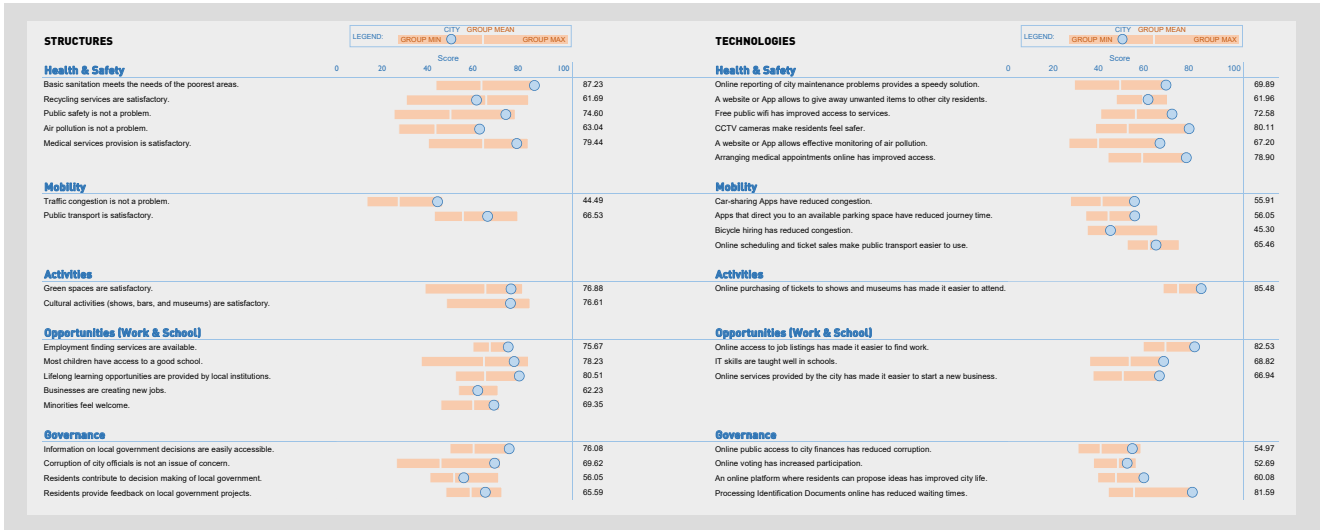 STRUCTURES
LEGEND:
CITY GROUP MEAN
GROUP MIN GROUP MAX
Score
Health & Safety 0 20 40 60 80 100
Basic sanitation meets the needs of the poorest areas. 87.23
Recycling services are satisfactory. 61.69
Public safety is not a problem. 74.60
Air pollution is not a problem. 63.04
Medical services provision is satisfactory. 79.44
Mobility
Traffic congestion is not a problem. 44.49
Public transport is satisfactory. 66.53
Activities
Green spaces are satisfactory. 76.88
Cultural activities (shows, bars, and museums) are satisfactory. 76.61
Opportunities (Work & School)
Employment finding services are available. 75.67
Most children have access to a good school. 78.23
Lifelong learning opportunities are provided by local institutions. 80.51
Businesses are creating new jobs. 62.23
Minorities feel welcome. 69.35
Governance
Information on local government decisions are easily accessible. 76.08
Corruption of city officials is not an issue of concern. 69.62
Residents contribute to decision making of local government. 56.05
Residents provide feedback on local government projects. 65.59
TECHNOLOGIES
LEGEND:
CITY GROUP MEAN
GROUP MIN GROUP MAX
Score
Health & Safety 0 20 40 60 80 100
Online reporting of city maintenance problems provides a speedy solution. 69.89
A website or App allows to give away unwanted items to other city residents. 61.96
Free public wifi has improved access to services. 72.58
CCTV cameras make residents feel safer. 80.11
A website or App allows effective monitoring of air pollution. 67.20
Arranging medical appointments online has improved access. 78.90
Mobility
Car-sharing Apps have reduced congestion. 55.91
Apps that direct you to an available parking space have reduced journey time. 56.05
Bicycle hiring has reduced congestion. 45.30
Online scheduling and ticket sales make public transport easier to use. 65.46
Activities
Online purchasing of tickets to shows and museums has made it easier to attend. 85.48
Opportunities (Work & School)
Online access to job listings has made it easier to find work. 82.53
IT skills are taught well in schools. 68.82
Online services provided by the city has made it easier to start a new business. 66.94
Governance
Online public access to city finances has reduced corruption. 54.97
Online voting has increased participation. 52.69
An online platform where residents can propose ideas has improved city life. 60.08
Processing Identification Documents online has reduced waiting times. 81.59